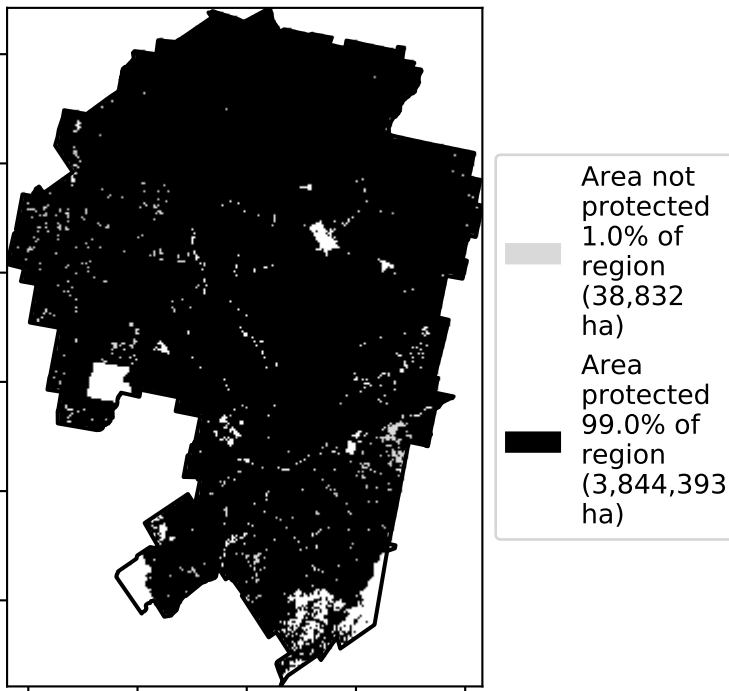 Area not
protected
1.0% of
region
(38,832
ha)
Area
protected
99.0% of
region
(3,844,393
ha)